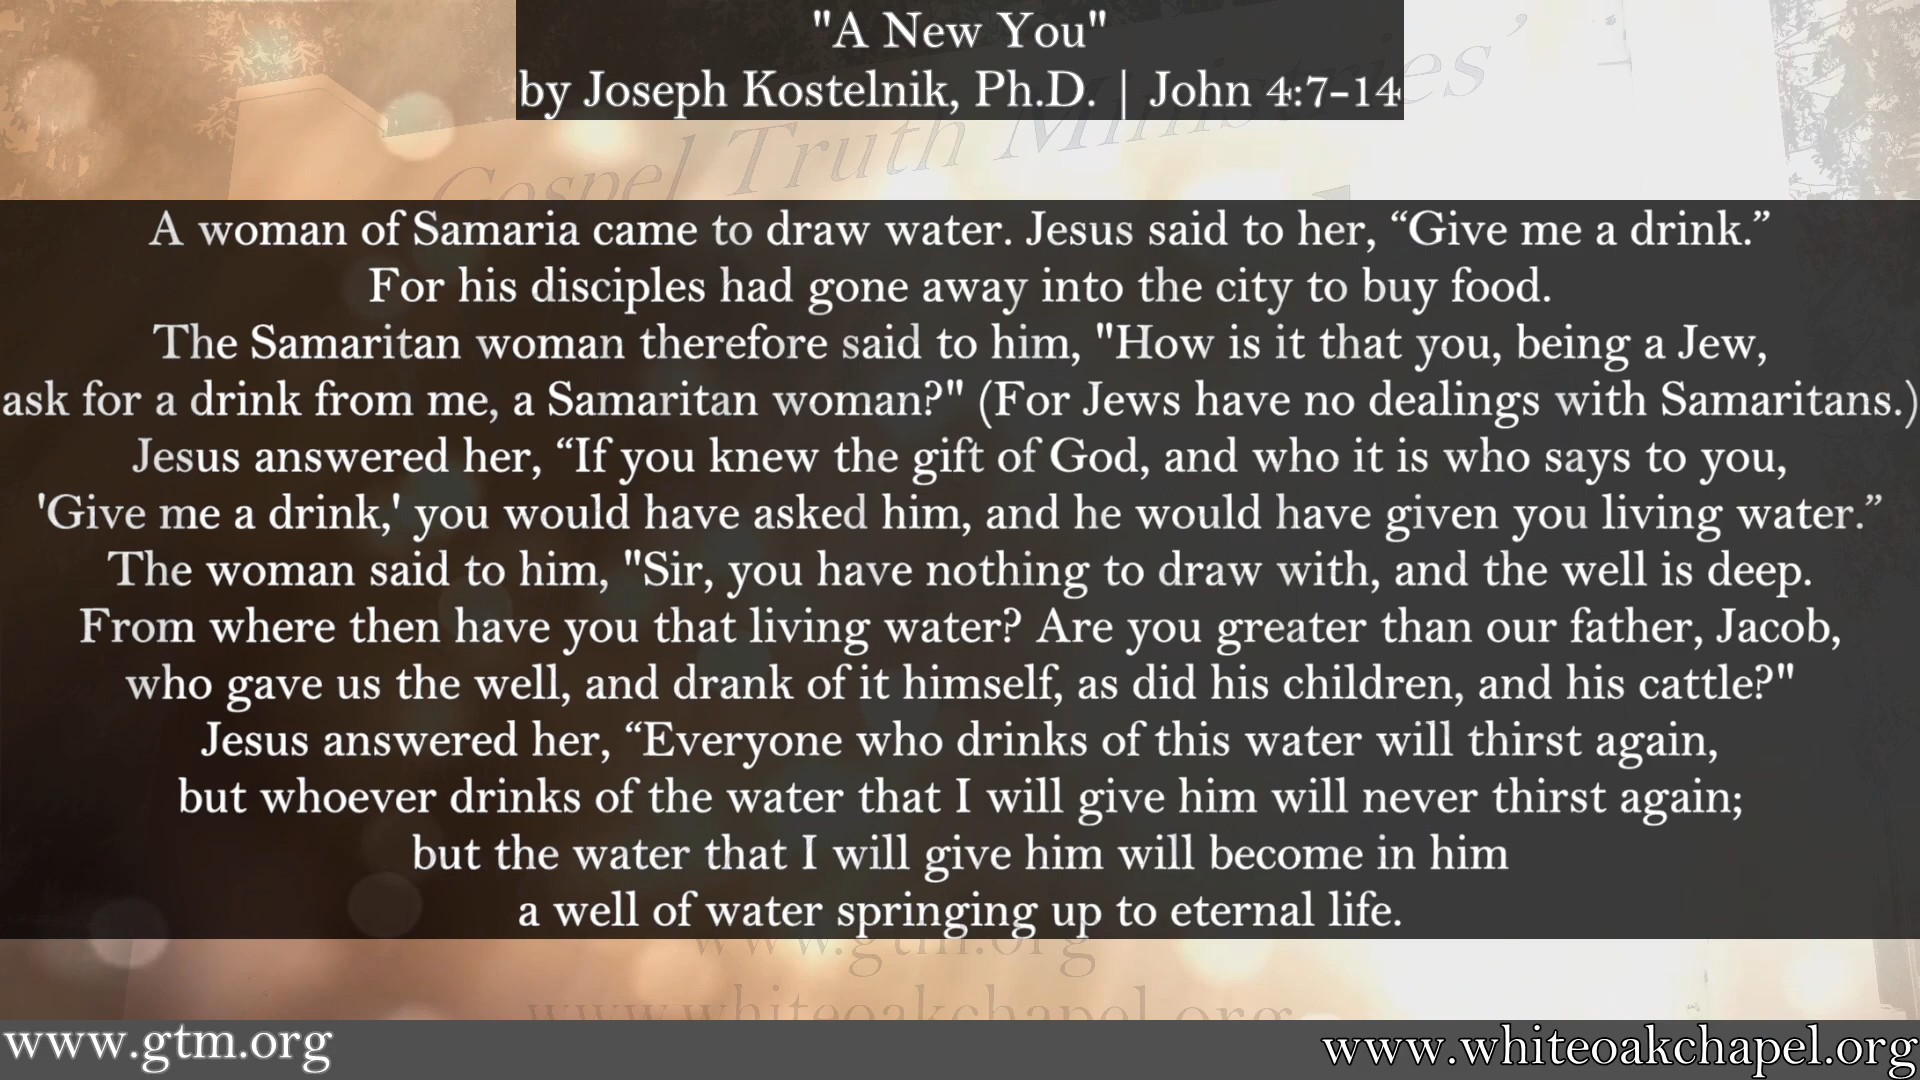 "A New You"
by Joseph Kostelnik, Ph.D. | John 4:7-14
Gospel Truth Ministries'
A woman of Samaria came to draw water. Jesus said to her, “Give me a drink.”
For his disciples had gone away into the city to buy food.
The Samaritan woman therefore said to him, "How is it that you, being a Jew,
ask for a drink from me, a Samaritan woman?" (For Jews have no dealings with Samaritans.)
Jesus answered her, “If you knew the gift of God, and who it is who says to you,
'Give me a drink,' you would have asked him, and he would have given you living water.”
The woman said to him, "Sir, you have nothing to draw with, and the well is deep.
From where then have you that living water? Are you greater than our father, Jacob,
who gave us the well, and drank of it himself, as did his children, and his cattle?"
Jesus answered her, “Everyone who drinks of this water will thirst again,
but whoever drinks of the water that I will give him will never thirst again;
but the water that I will give him will become in him
a well of water springing up to eternal life.
www.gtm.org
www.whiteoakchapel.org
www.gtm.org
www.whiteoakchapel.org